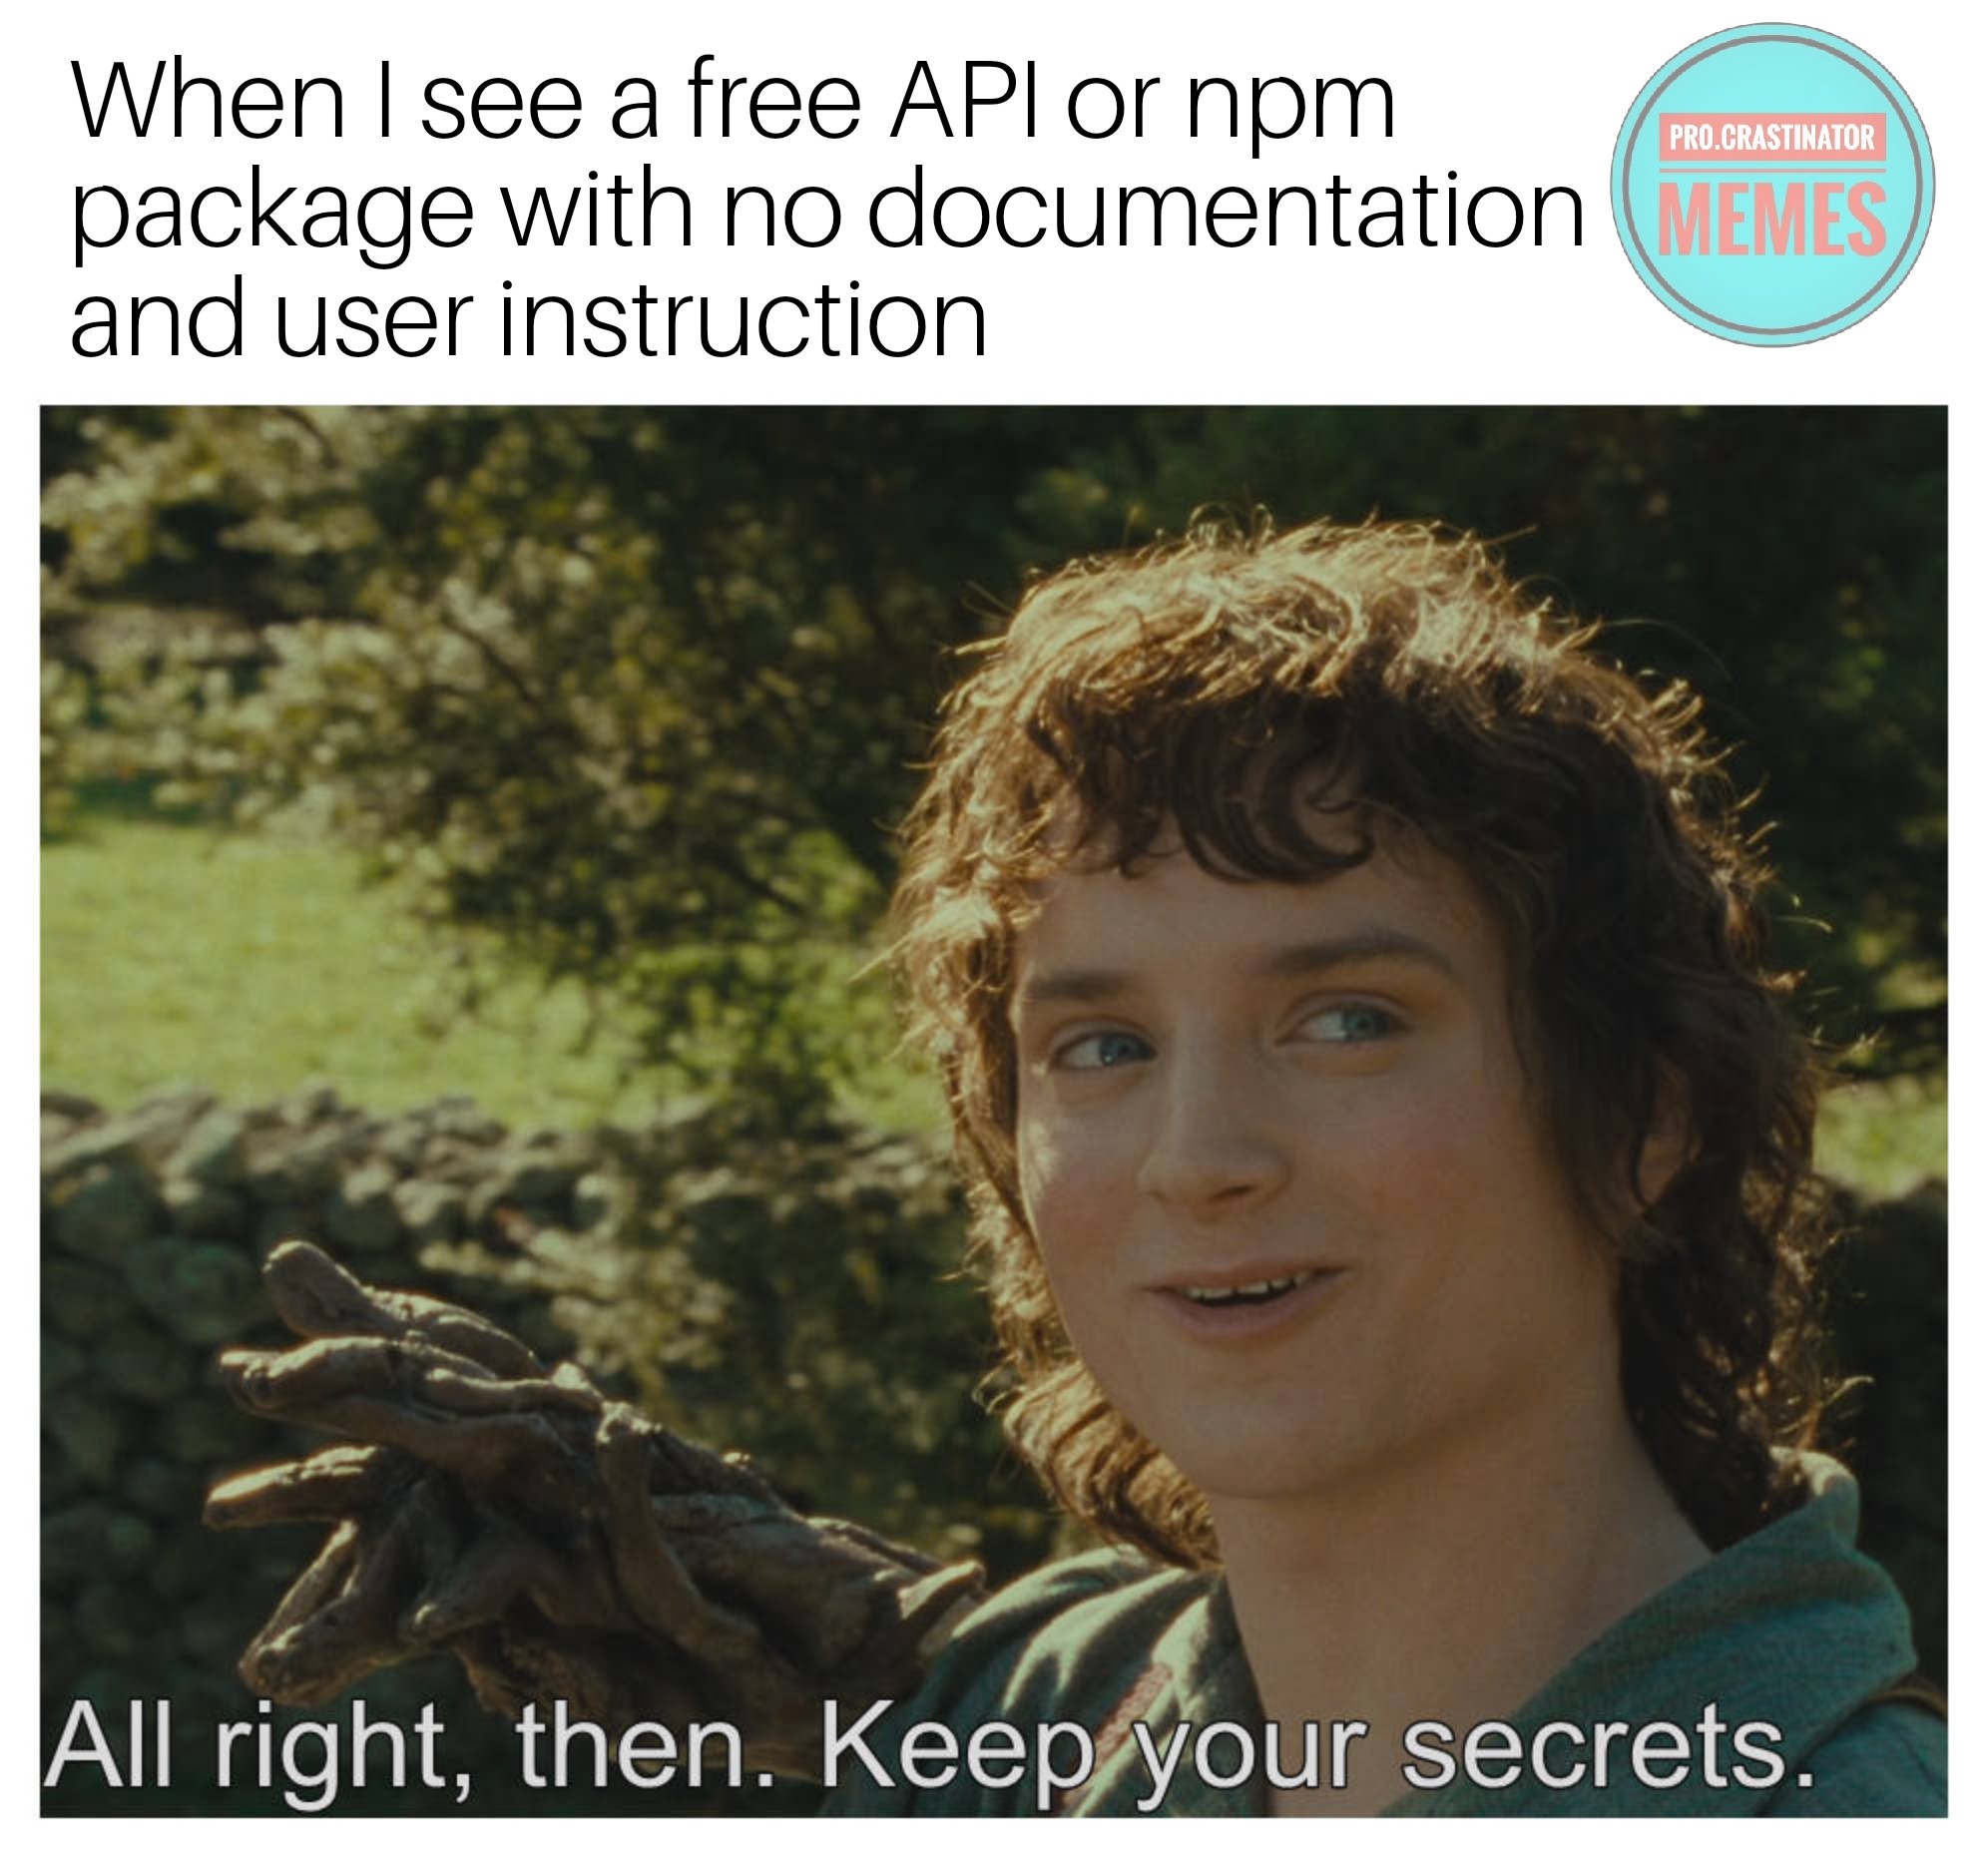 When I see a free API or npm
package with no documentation
and user instruction
PRO.CRASTINATOR
MEMES
All right, then. Keep your secrets.